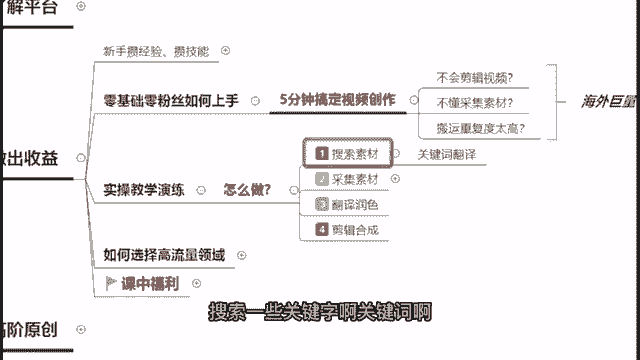 解平台
新手攒经验、攒技能
零基础零粉丝如何上手
5分钟搞定视频创作
不会剪辑视频?
不懂采集素材?
搬运重复度太高?
海外巨量
做出收益
实操教学演练
怎么做?
1 搜索素材
关键词翻译
2 采集素材
3 翻译润色
4 剪辑合成
如何选择高流量领域
课中福利
高阶原创
搜索一些关键字啊关键词啊